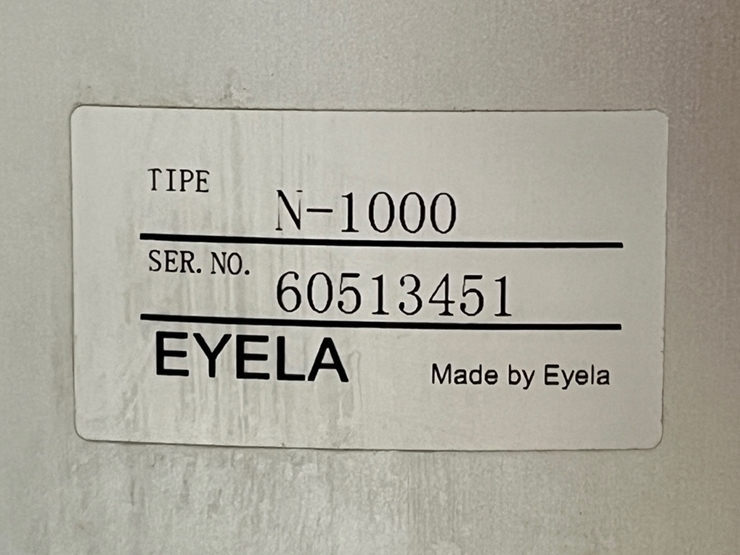 TIPE N-1000
SER. NO. 60513451
EYELA Made by Eyela